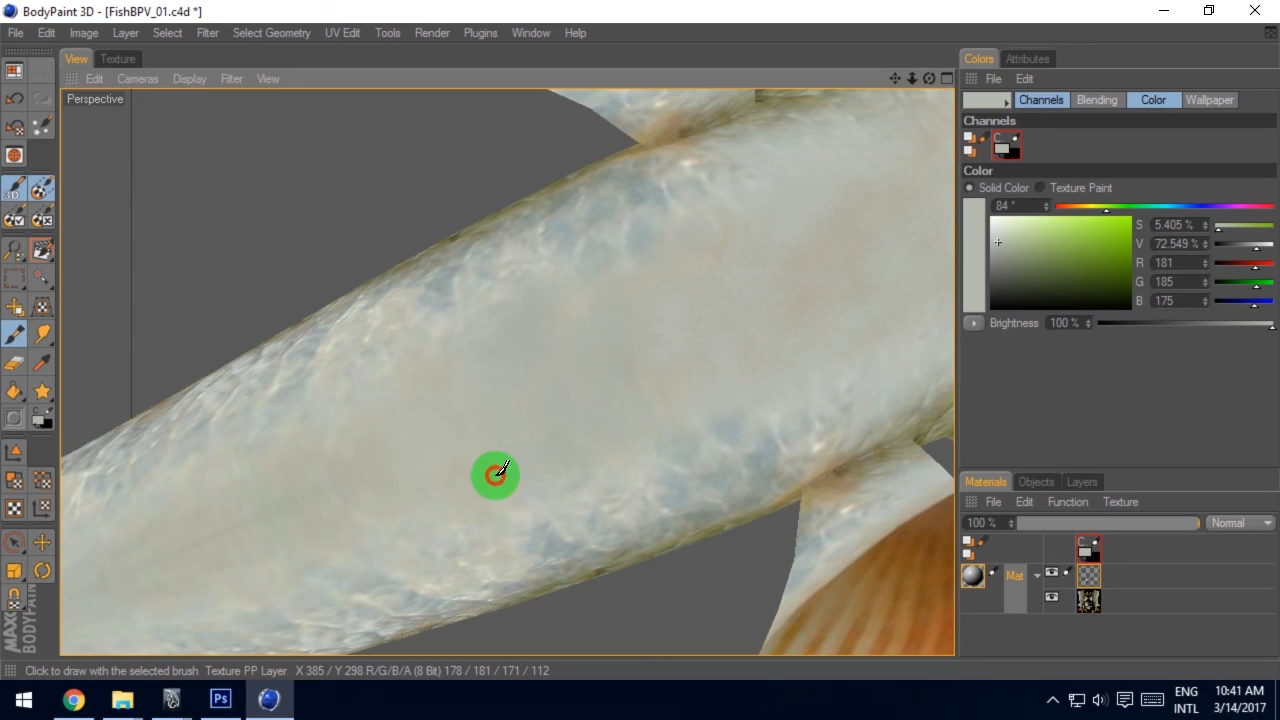 BodyPaint 3D - [FishBPV_01.c4d *]
File Edit Image Layer Select Filter Select Geometry UV Edit Tools Render Plugins Window Help
View Texture
Edit Cameras Display Filter View
Perspective
Colors Attributes
File Edit
Channels Blending Color Wallpaper
Channels
C.
Color
Solid Color Texture Paint
84 °
S 5.405 %
V 72.549 %
R 181
G 185
B 175
Brightness 100 %
3D
Materials Objects Layers
File Edit Function Texture
100 % Normal
C.
Mat
MAXO
BODYPAIN
Click to draw with the selected brush Texture PP Layer X 385 / Y 298 R/G/B/A (8 Bit) 178 / 181 / 171 / 112
Ps
ENG
INTL
10:41 AM
3/14/2017